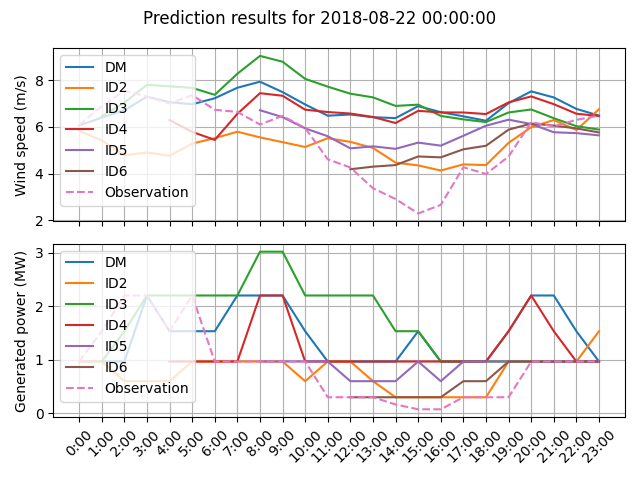 Prediction results for 2018-08-22 00:00:00
Wind speed (m/s)
8
6
4
2
DM
ID2
ID3
ID4
ID5
ID6
Observation
Generated power (MW)
3
2
1
0
DM
ID2
ID3
ID4
ID5
ID6
Observation
0:00 1:00 2:00 3:00 4:00 5:00 6:00 7:00 8:00 9:00 10:00 11:00 12:00 13:00 14:00 15:00 16:00 17:00 18:00 19:00 20:00 21:00 22:00 23:00